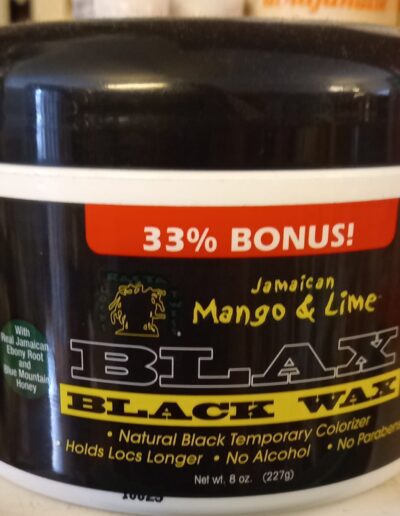 33% BONUS!
Jamaican
Mango & Lime
With
Real Jamaican
Ebony Root
and
Blue Mountain
Honey
BLAX
BLACK WAX
• Natural Black Temporary Colorizer
• Holds Locs Longer • No Alcohol • No Parabens
Net wt. 8 oz. (227g)